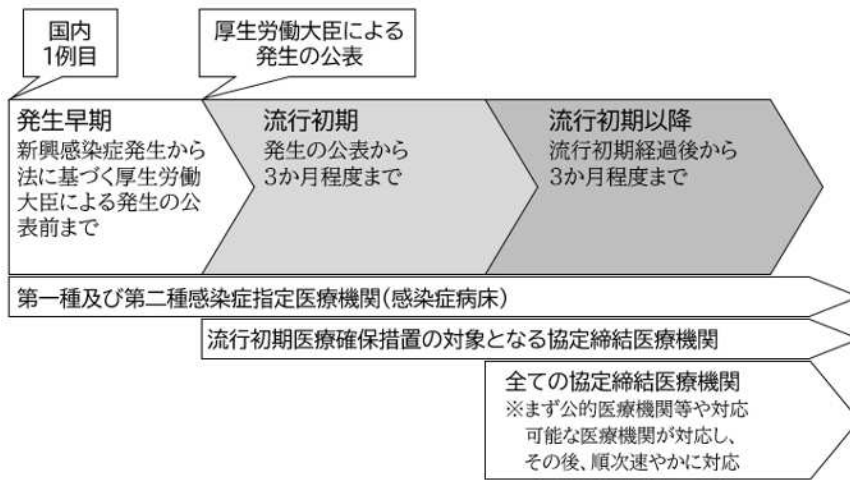 国内
1例目
厚生労働大臣による
発生の公表
発生早期
新興感染症発生から
法に基づく厚生労働
大臣による発生の公
表前まで
流行初期
発生の公表から
3か月程度まで
流行初期以降
流行初期経過後から
3か月程度まで
第一種及び第二種感染症指定医療機関(感染症病床)
流行初期医療確保措置の対象となる協定締結医療機関
全ての協定締結医療機関
※まず公的医療機関等や対応
可能な医療機関が対応し、
その後、順次速やかに対応